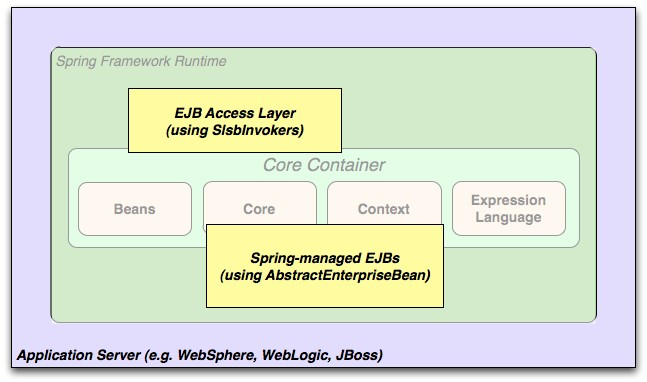 Spring Framework Runtime
EJB Access Layer
(using SlsbInvokers)
Core Container
Beans
Core
Context
Expression
Language
Spring-managed EJBs
(using AbstractEnterpriseBean)
Application Server (e.g. WebSphere, WebLogic, JBoss)